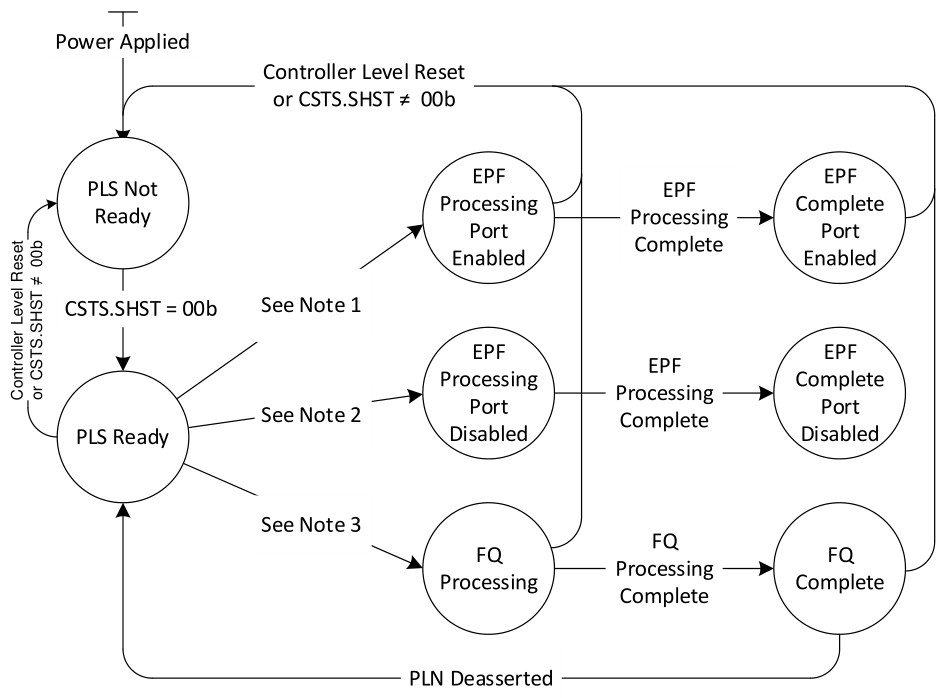 Power Applied
Controller Level Reset
or CSTS.SHST ≠ 00b
PLS Not
Ready
EPF
Processing
Port
Enabled
EPF
Processing
Complete
EPF
Complete
Port
Enabled
Controller Level Reset
or CSTS.SHST ≠ 00b
CSTS.SHST = 00b
See Note 1
PLS Ready
See Note 2
EPF
Processing
Port
Disabled
EPF
Processing
Complete
EPF
Complete
Port
Disabled
See Note 3
FQ
Processing
FQ
Processing
Complete
FQ
Complete
PLN Deasserted